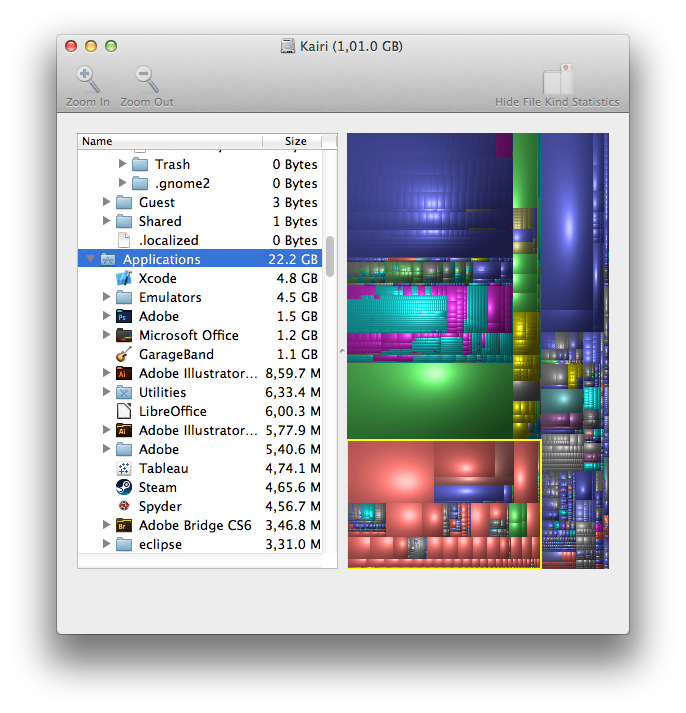 Kairi (1,01.0 GB)
Zoom In Zoom Out Hide File Kind Statistics
Name Size
Trash 0 Bytes
.gnome2 0 Bytes
Guest 3 Bytes
Shared 1 Bytes
.localized 0 Bytes
Applications 22.2 GB
Xcode 4.8 GB
Emulators 4.5 GB
Ps Adobe 1.5 GB
Microsoft Office 1.2 GB
GarageBand 1.1 GB
Ai Adobe Illustrator... 8,59.7 M
Utilities 6,33.4 M
LibreOffice 6,00.3 M
Ai Adobe Illustrator... 5,77.9 M
Adobe 5,40.6 M
Tableau 4,74.1 M
Steam 4,65.6 M
Spyder 4,56.7 M
Br Adobe Bridge CS6 3,46.8 M
eclipse 3,31.0 M